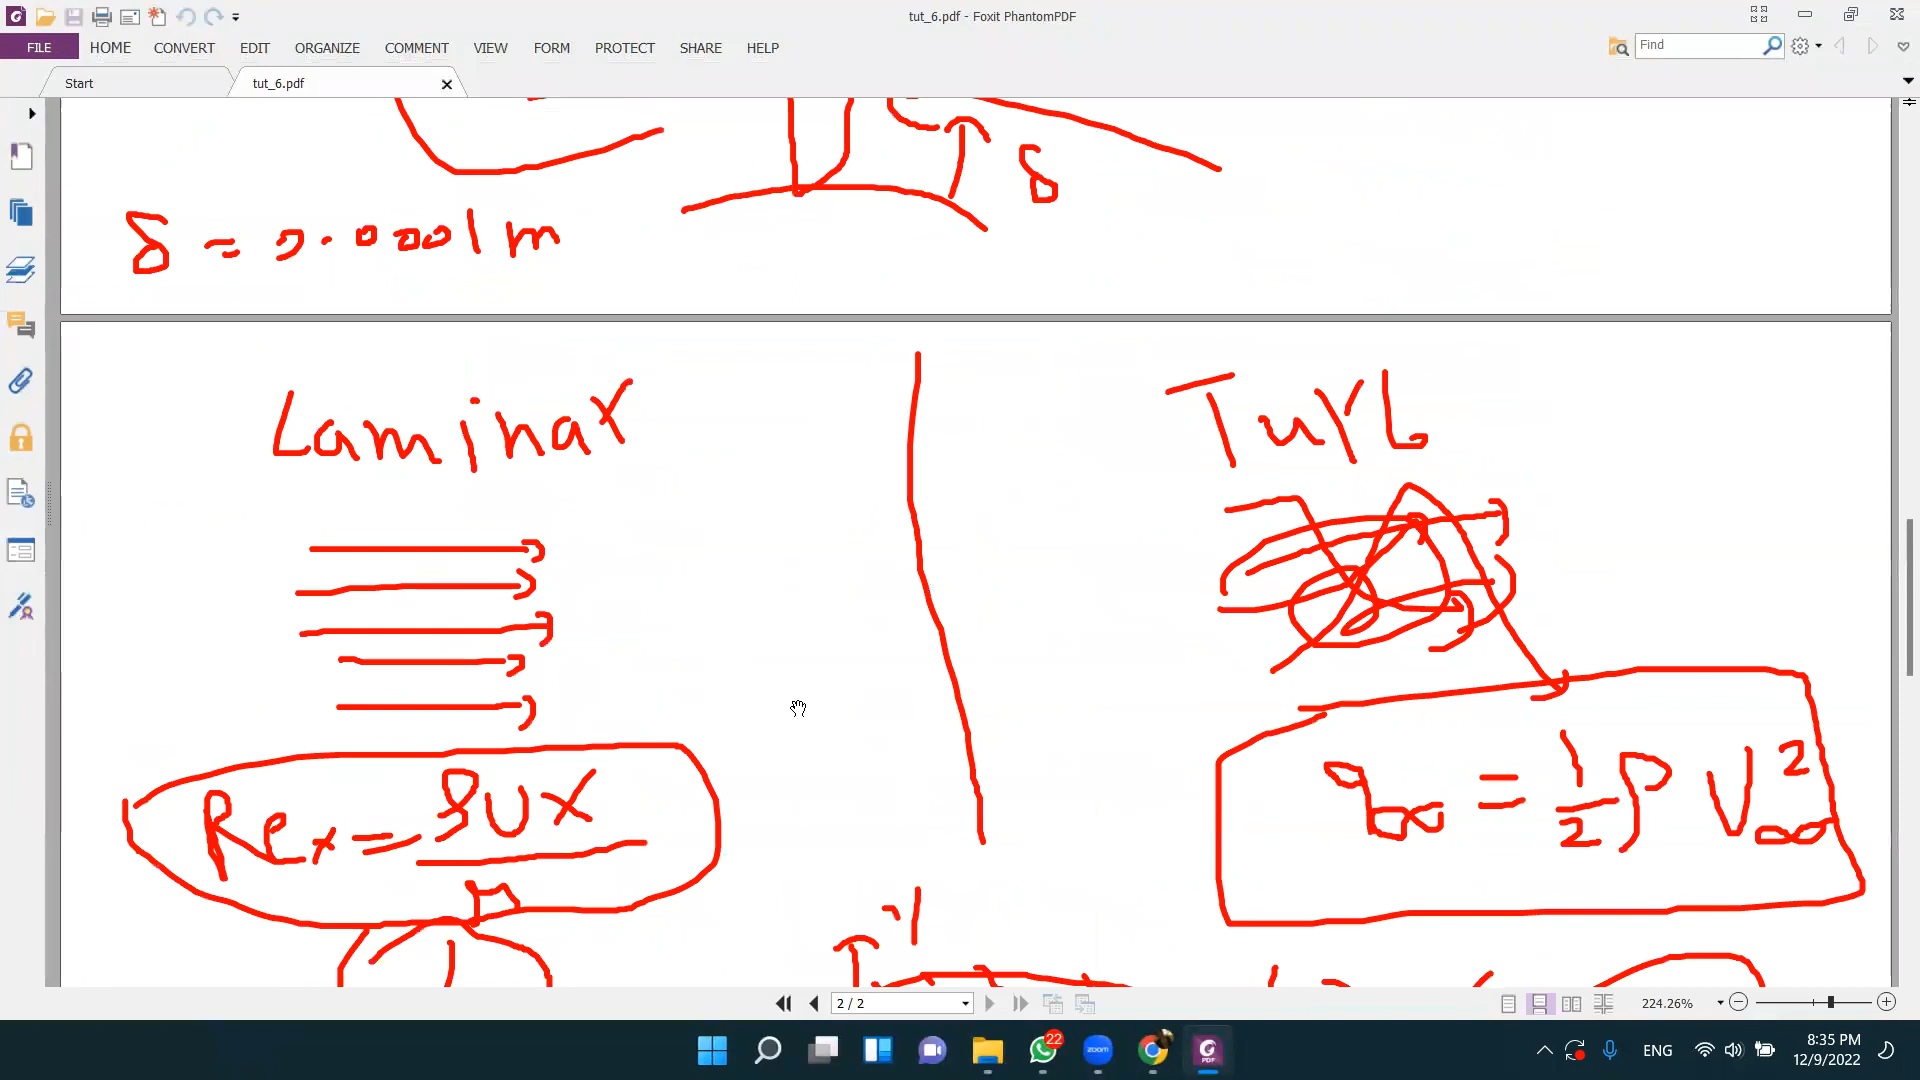 tut_6.pdf - Foxit PhantomPDF
FILE HOME CONVERT EDIT ORGANIZE COMMENT VIEW FORM PROTECT SHARE HELP
Find
Start
tut_6.pdf
δ
δ = 0.0001 m
Laminar
Turb
Reₓ = ρUx
μ
q∞ = 1/2 ρ V∞²
2 / 2
224.26%
22
zoom
PDF
ENG
8:35 PM
12/9/2022